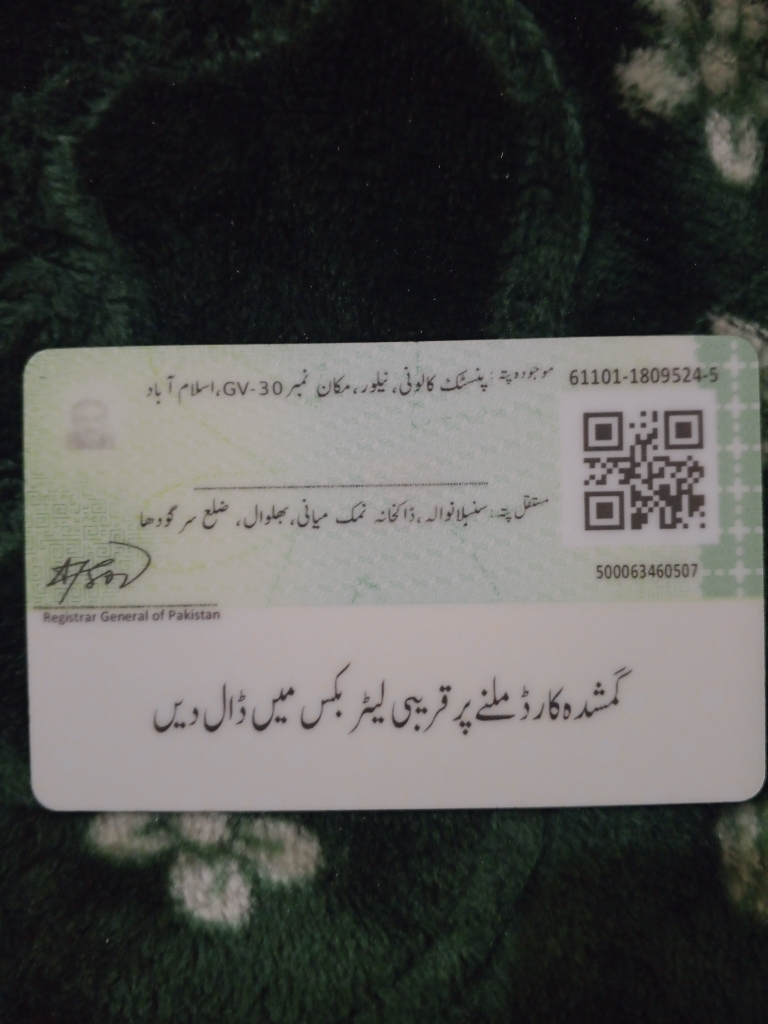 موجودہ پتہ: پنسٹک کالونی، نیلور، مکان نمبر GV-30، اسلام آباد
61101-1809524-5
مستقل پتہ: سنبلانوالہ، ڈاکخانہ نمک میانی، بھلوال، ضلع سرگودھا
500063460507
Registrar General of Pakistan
گمشدہ کارڈ ملنے پر قریبی لیٹر بکس میں ڈال دیں